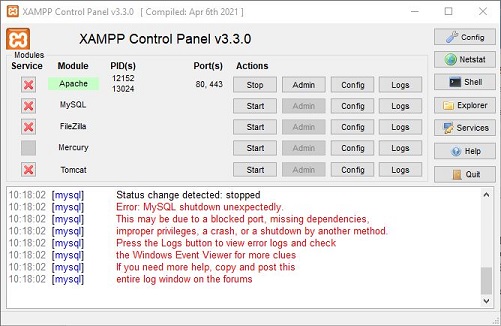 XAMPP Control Panel v3.3.0 [ Compiled: Apr 6th 2021 ]
XAMPP Control Panel v3.3.0
Config
Modules
Service Module PID(s) Port(s) Actions
Netstat
Apache 12152 13024 80, 443 Stop Admin Config Logs
Shell
MySQL Start Admin Config Logs
Explorer
FileZilla Start Admin Config Logs
Services
Mercury Start Admin Config Logs
Help
Tomcat Start Admin Config Logs
Quit
10:18:02 [mysql] Status change detected: stopped
10:18:02 [mysql] Error: MySQL shutdown unexpectedly.
10:18:02 [mysql] This may be due to a blocked port, missing dependencies,
10:18:02 [mysql] improper privileges, a crash, or a shutdown by another method.
10:18:02 [mysql] Press the Logs button to view error logs and check
10:18:02 [mysql] the Windows Event Viewer for more clues
10:18:02 [mysql] If you need more help, copy and post this
10:18:02 [mysql] entire log window on the forums